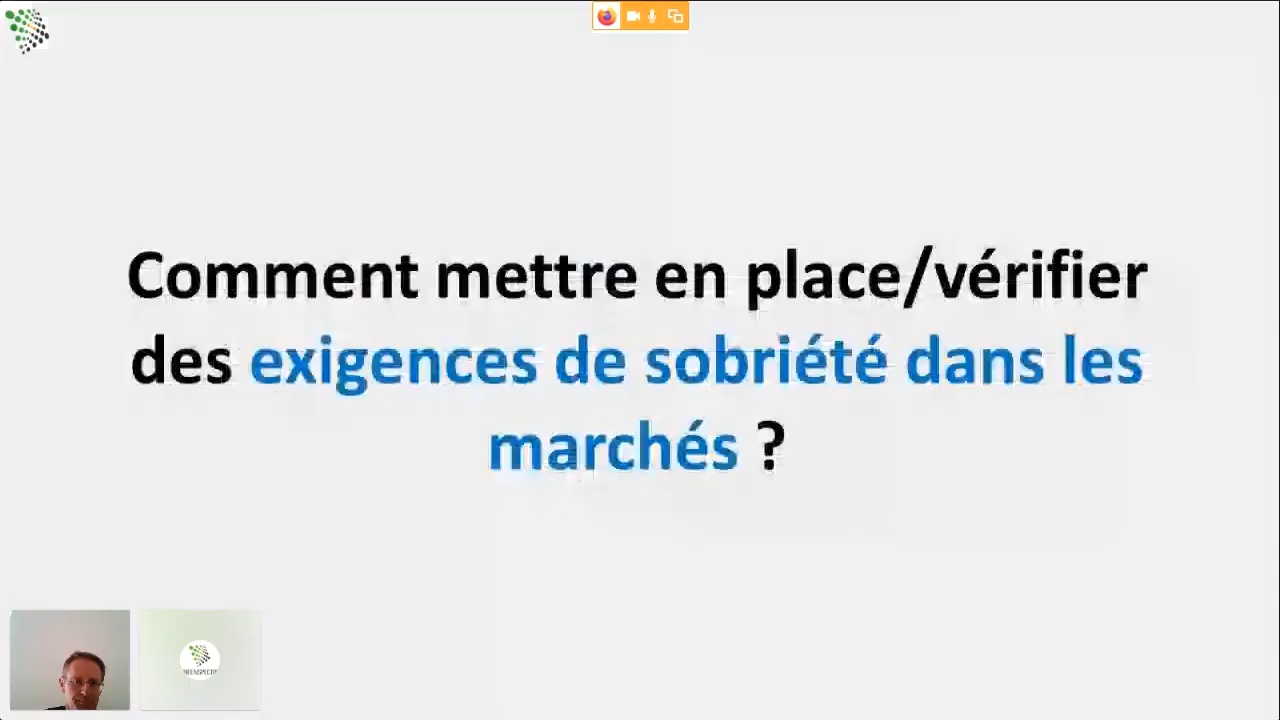 Comment mettre en place/vérifier
des exigences de sobriété dans les
marchés ?